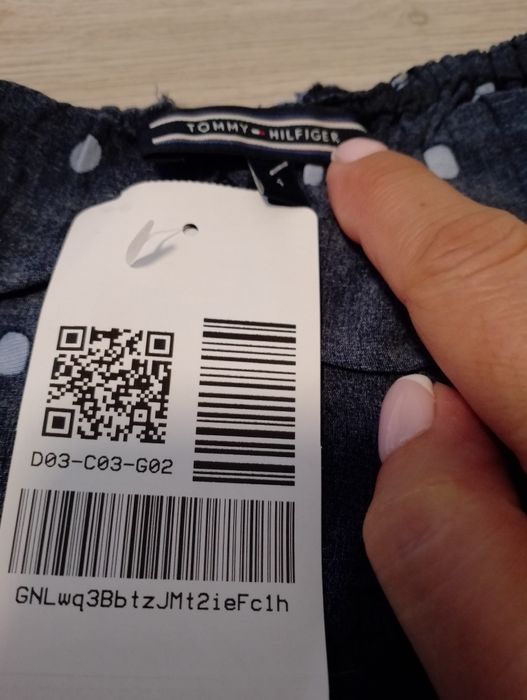 TOMMY HILFIGER
D03-C03-G02
GNLwq3BbtzJMt2ieFc1h